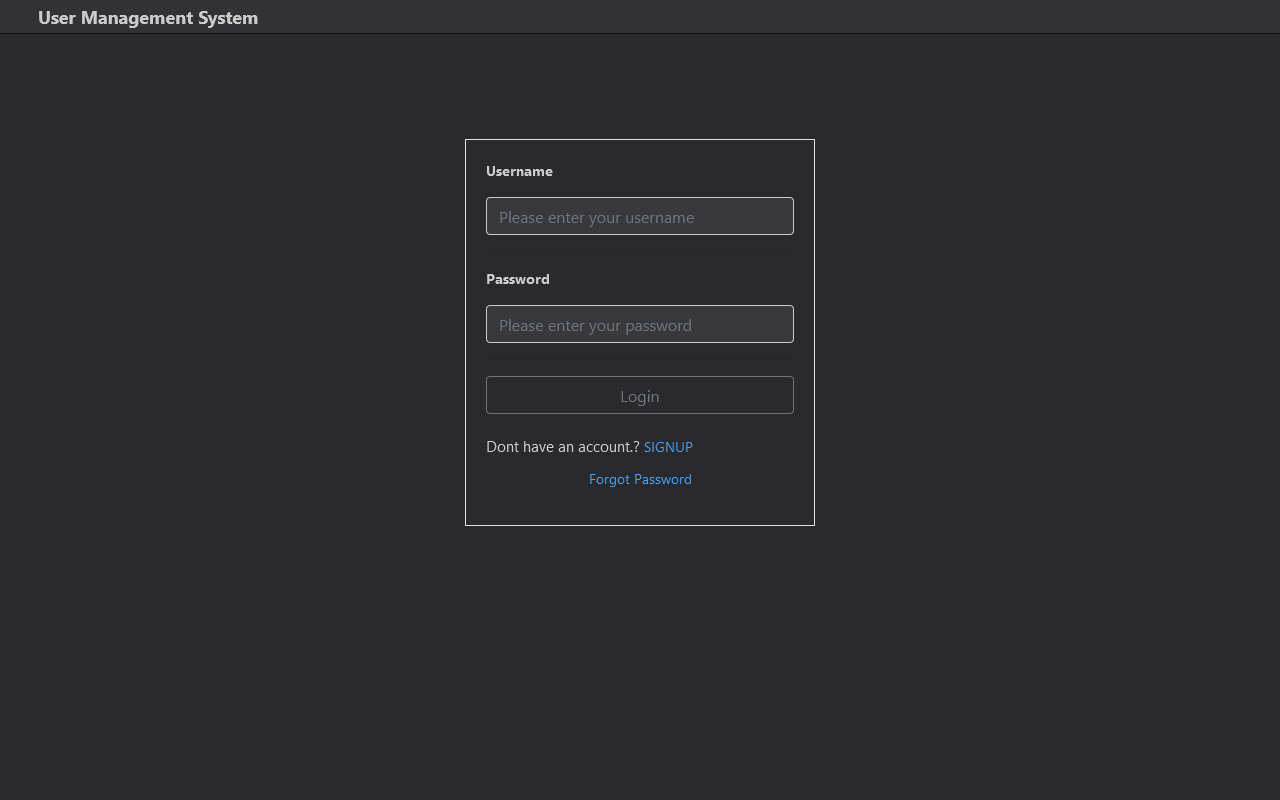 User Management System
Username
Please enter your username
Password
Please enter your password
Login
Dont have an account.? SIGNUP
Forgot Password